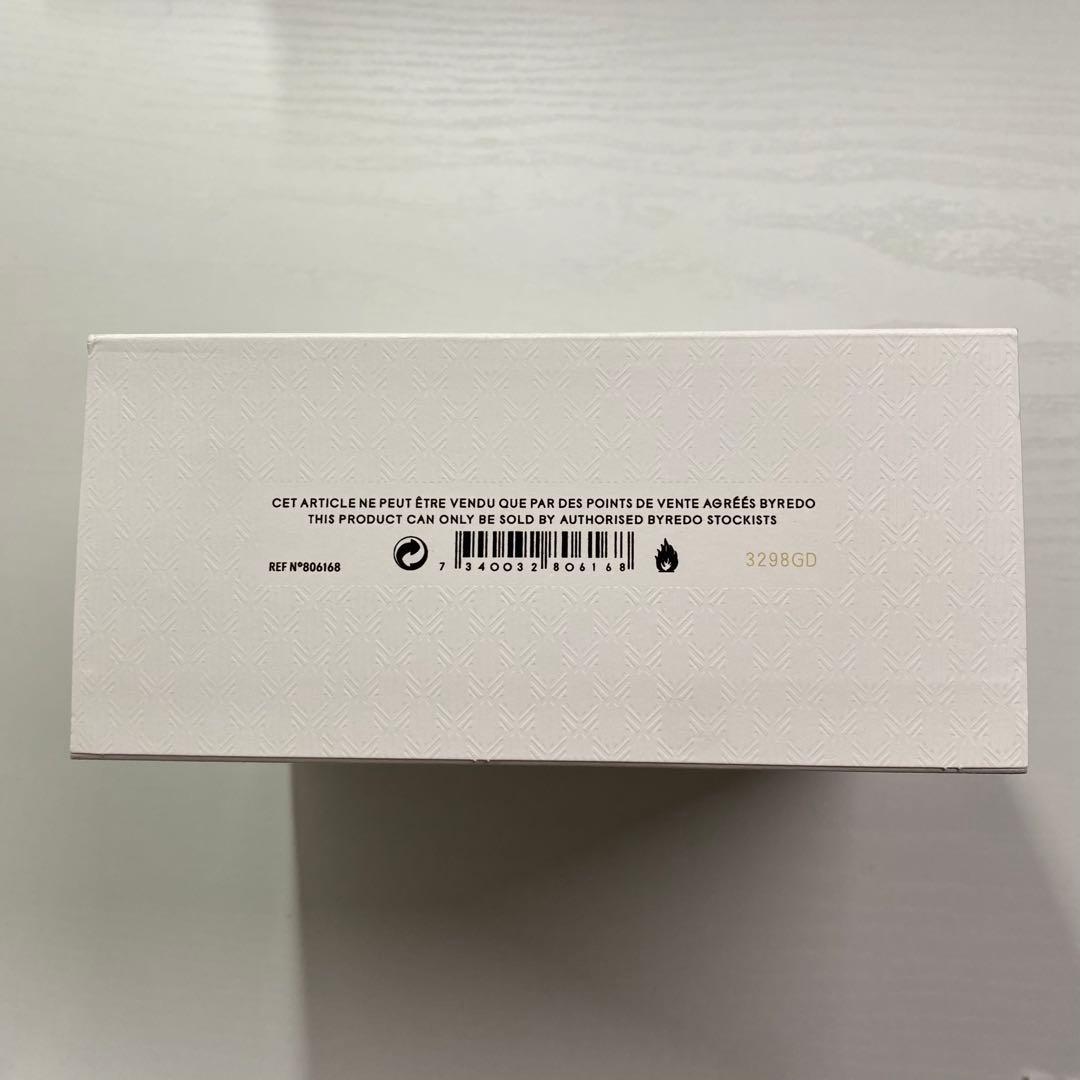 CET ARTICLE NE PEUT ÊTRE VENDU QUE PAR DES POINTS DE VENTE AGRÉÉS BYREDO
THIS PRODUCT CAN ONLY BE SOLD BY AUTHORISED BYREDO STOCKISTS
REF Nº806168
7 340032 806168
3298GD